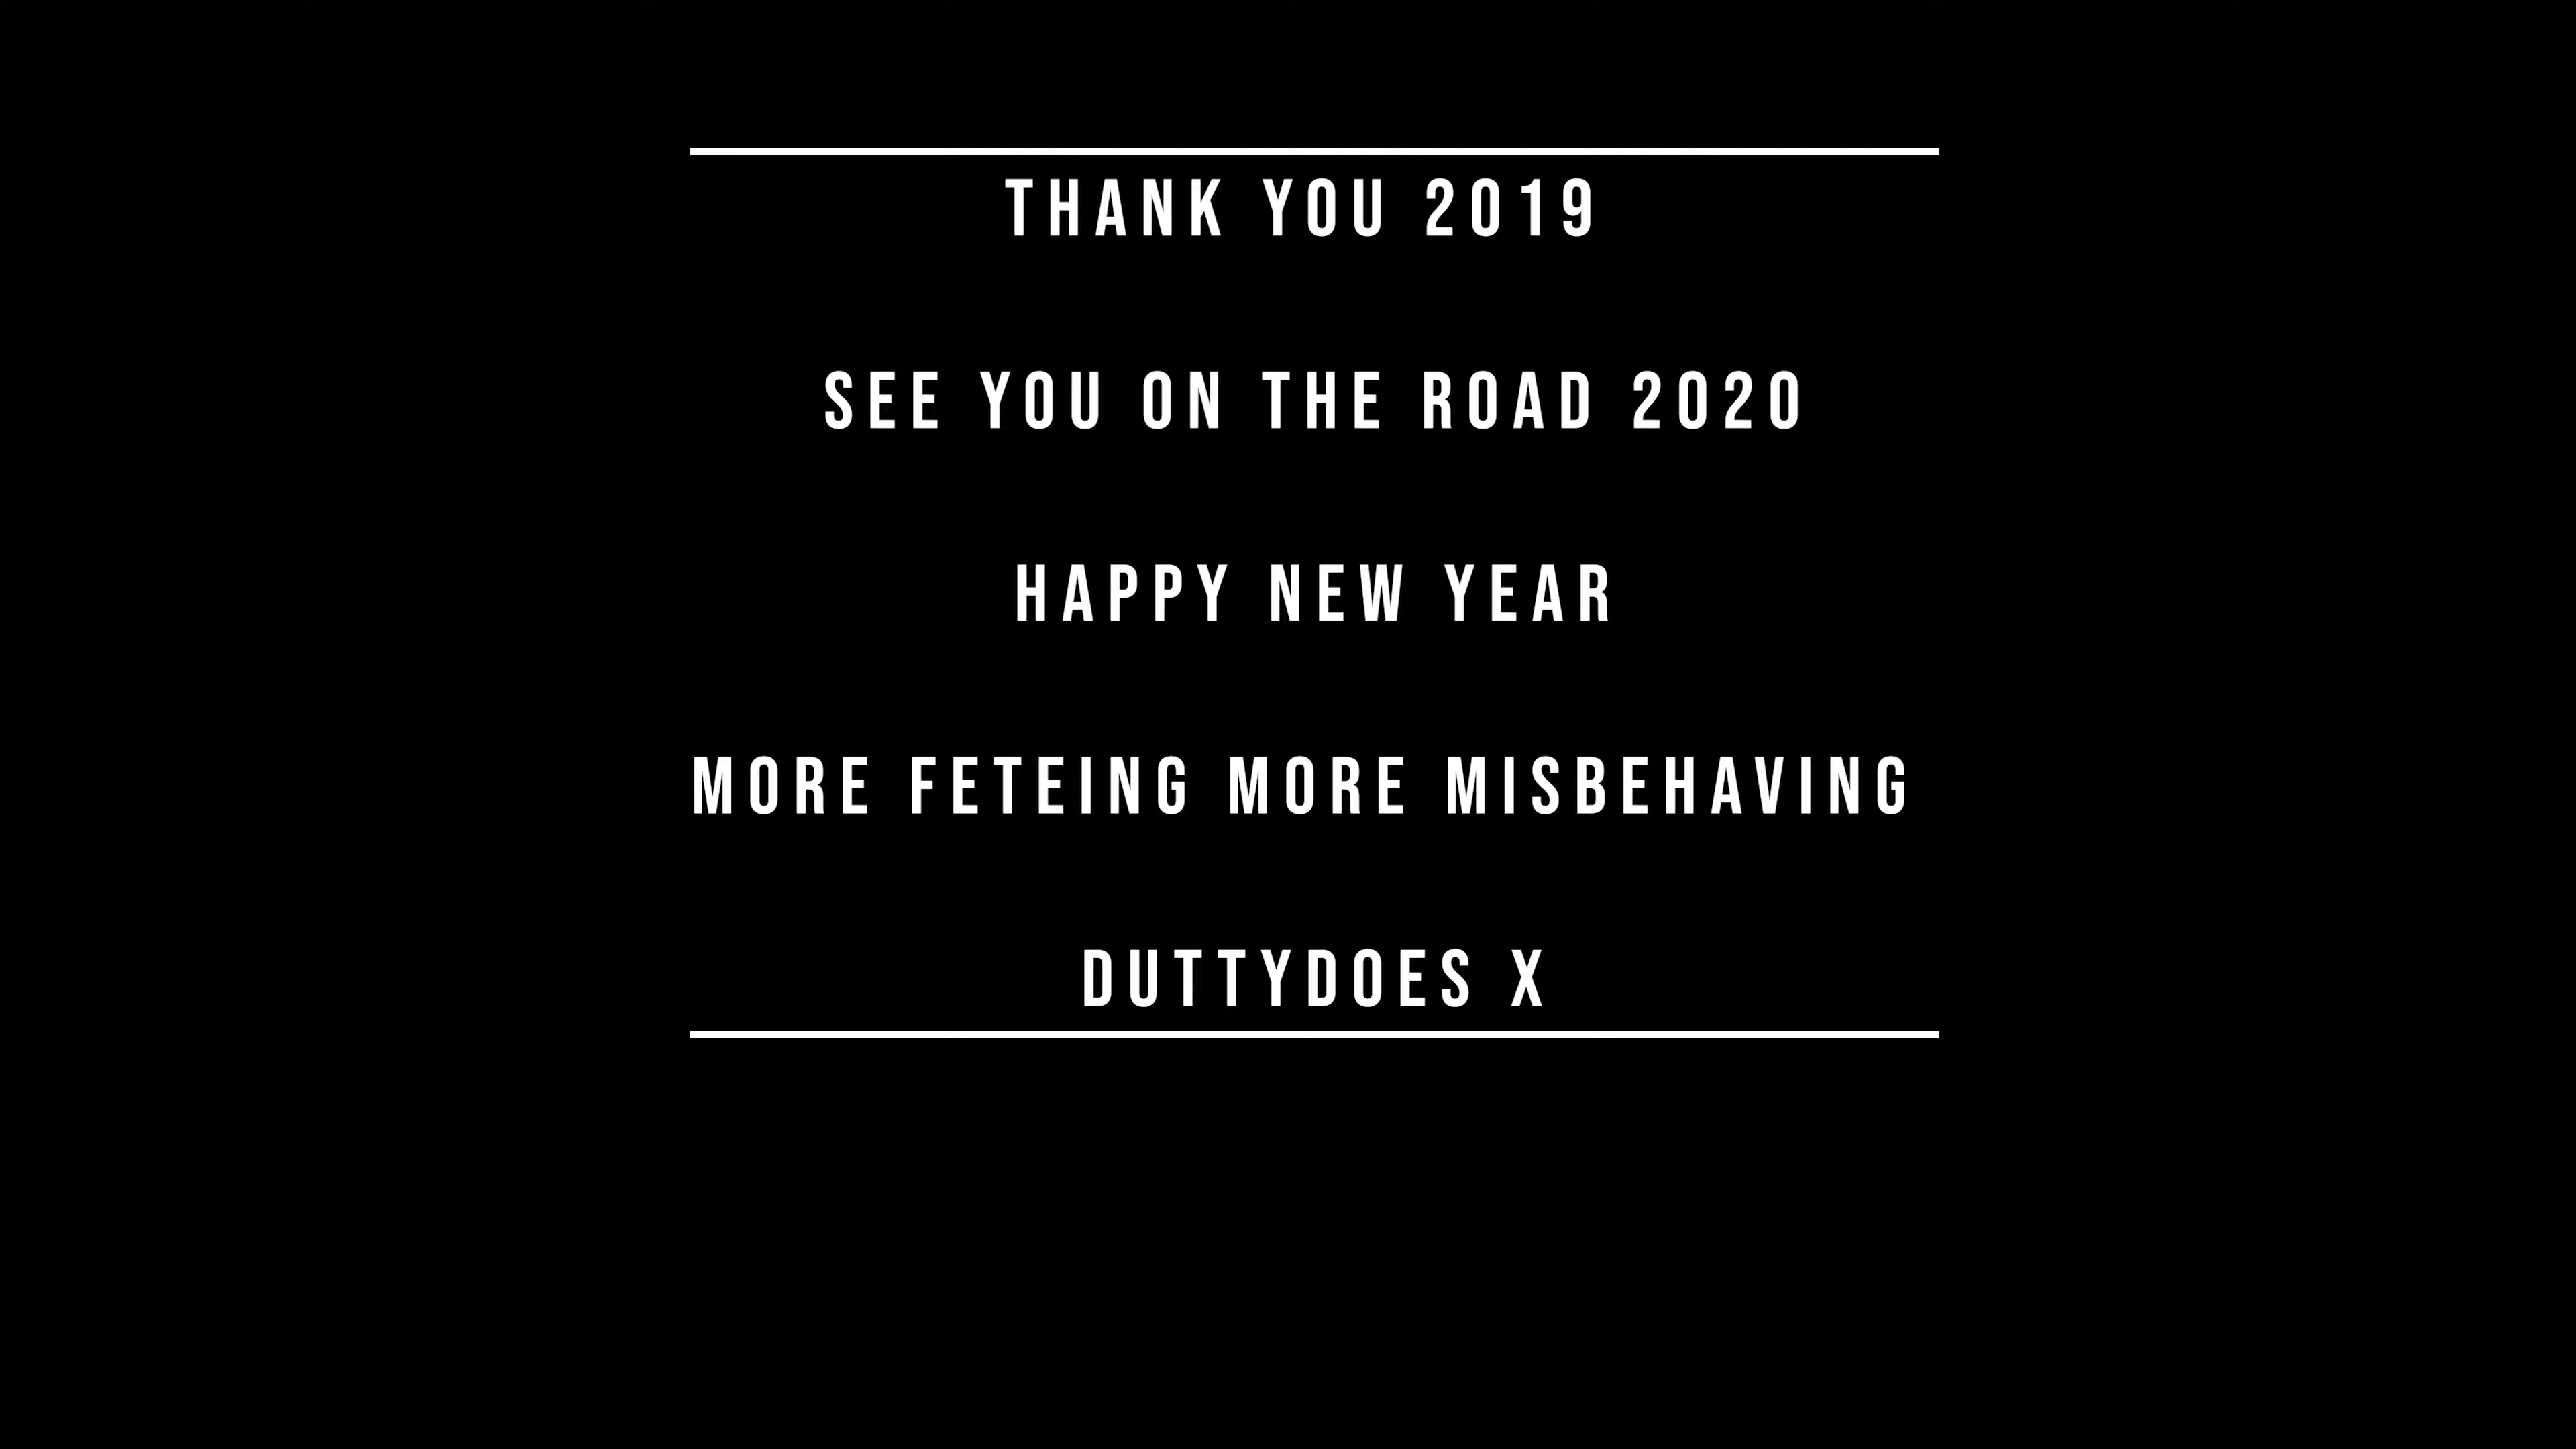 THANK YOU 2019
SEE YOU ON THE ROAD 2020
HAPPY NEW YEAR
MORE FETEING MORE MISBEHAVING
DUTTYDOES X